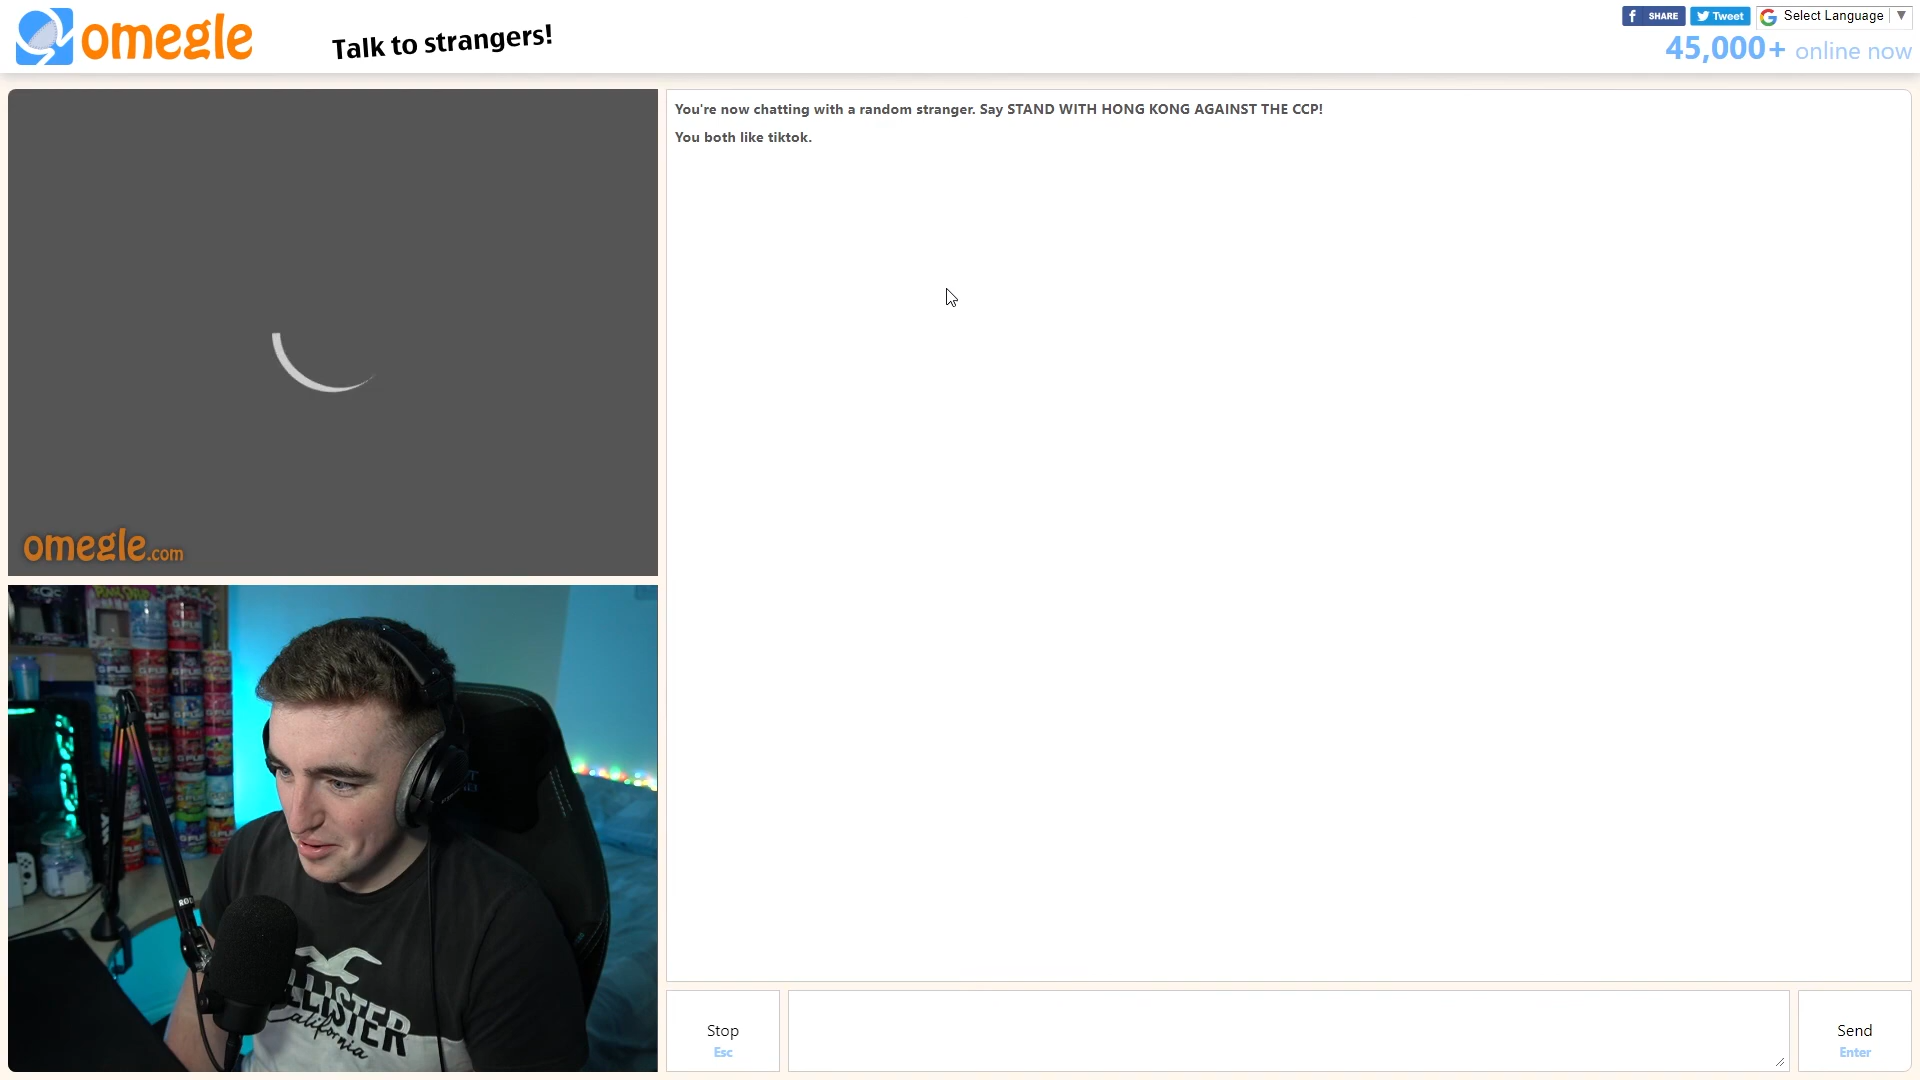 omegle
Talk to strangers!
SHARE
Tweet
Select Language
45,000+ online now
You're now chatting with a random stranger. Say STAND WITH HONG KONG AGAINST THE CCP!
You both like tiktok.
omegle.com
G FUEL
HOLLISTER
California
Stop
Esc
Send
Enter